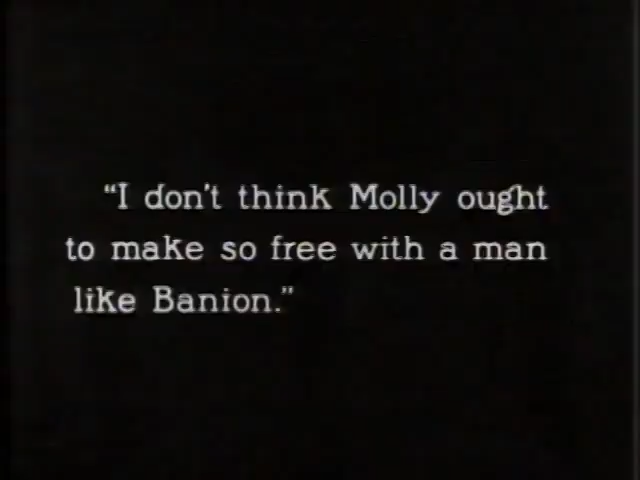 "I don't think Molly ought
to make so free with a man
like Banion."